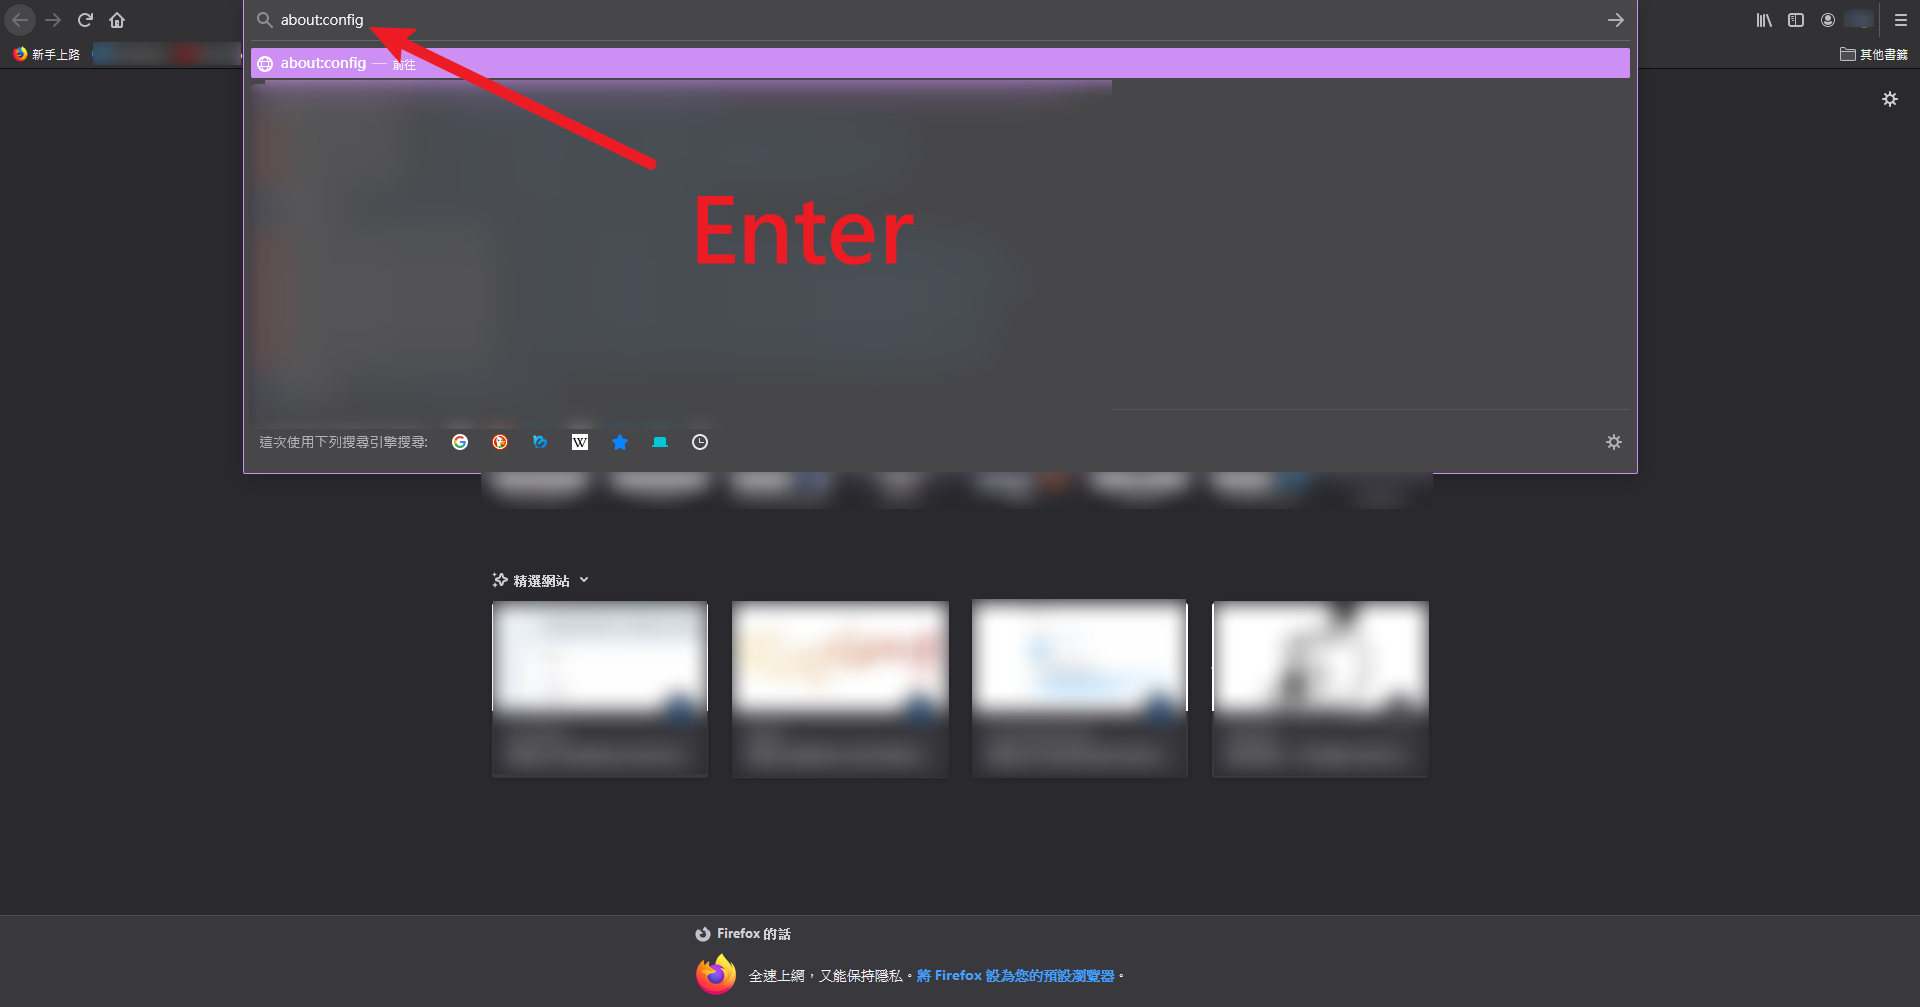 about:config
新手上路
其他書籤
about:config — 前往
Enter
這次使用下列搜尋引擎搜尋:
W
精選網站
Firefox 的話
全速上網，又能保持隱私。將 Firefox 設為您的預設瀏覽器。